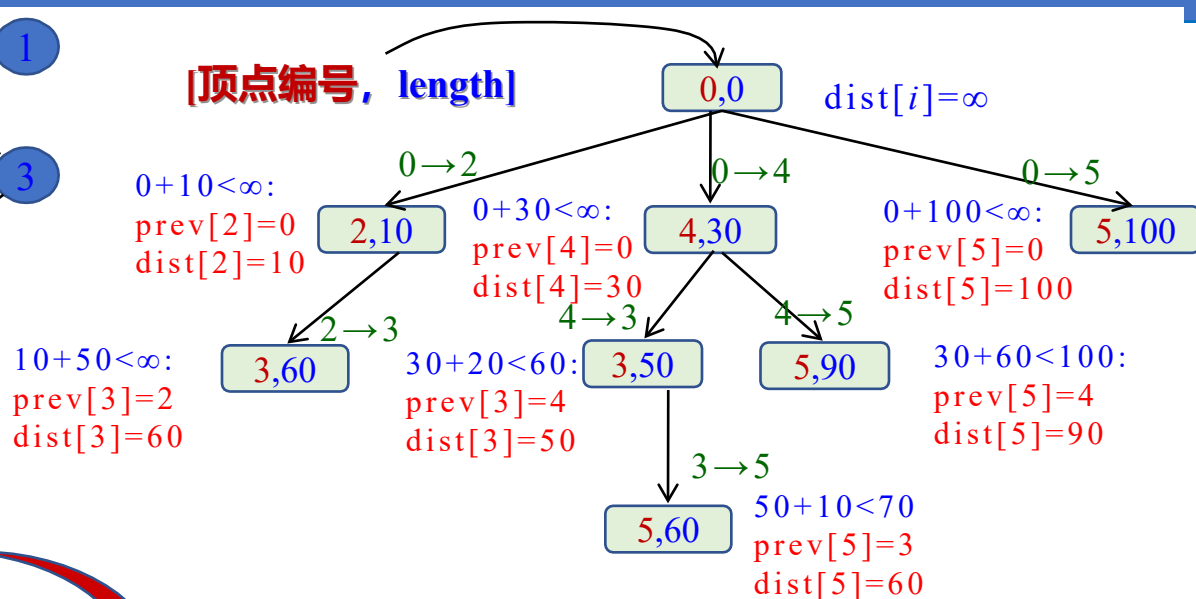 1
[顶点编号，length]
0,0
dist[i]=∞
3
0→2
0→4
0→5
0+10<∞:
prev[2]=0
dist[2]=10
2,10
0+30<∞:
prev[4]=0
dist[4]=30
4,30
0+100<∞:
prev[5]=0
dist[5]=100
5,100
2→3
4→3
4→5
10+50<∞:
prev[3]=2
dist[3]=60
3,60
30+20<60:
prev[3]=4
dist[3]=50
3,50
5,90
30+60<100:
prev[5]=4
dist[5]=90
3→5
5,60
50+10<70
prev[5]=3
dist[5]=60